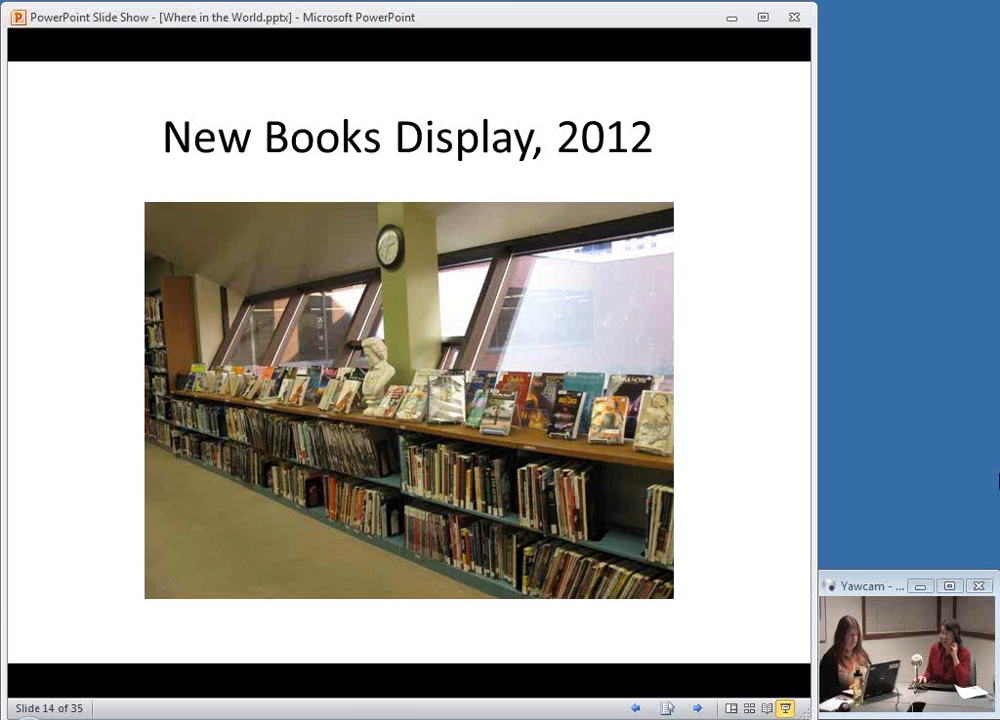 PowerPoint Slide Show - [Where in the World.pptx] - Microsoft PowerPoint
New Books Display, 2012
Yawcam - ...
Slide 14 of 35